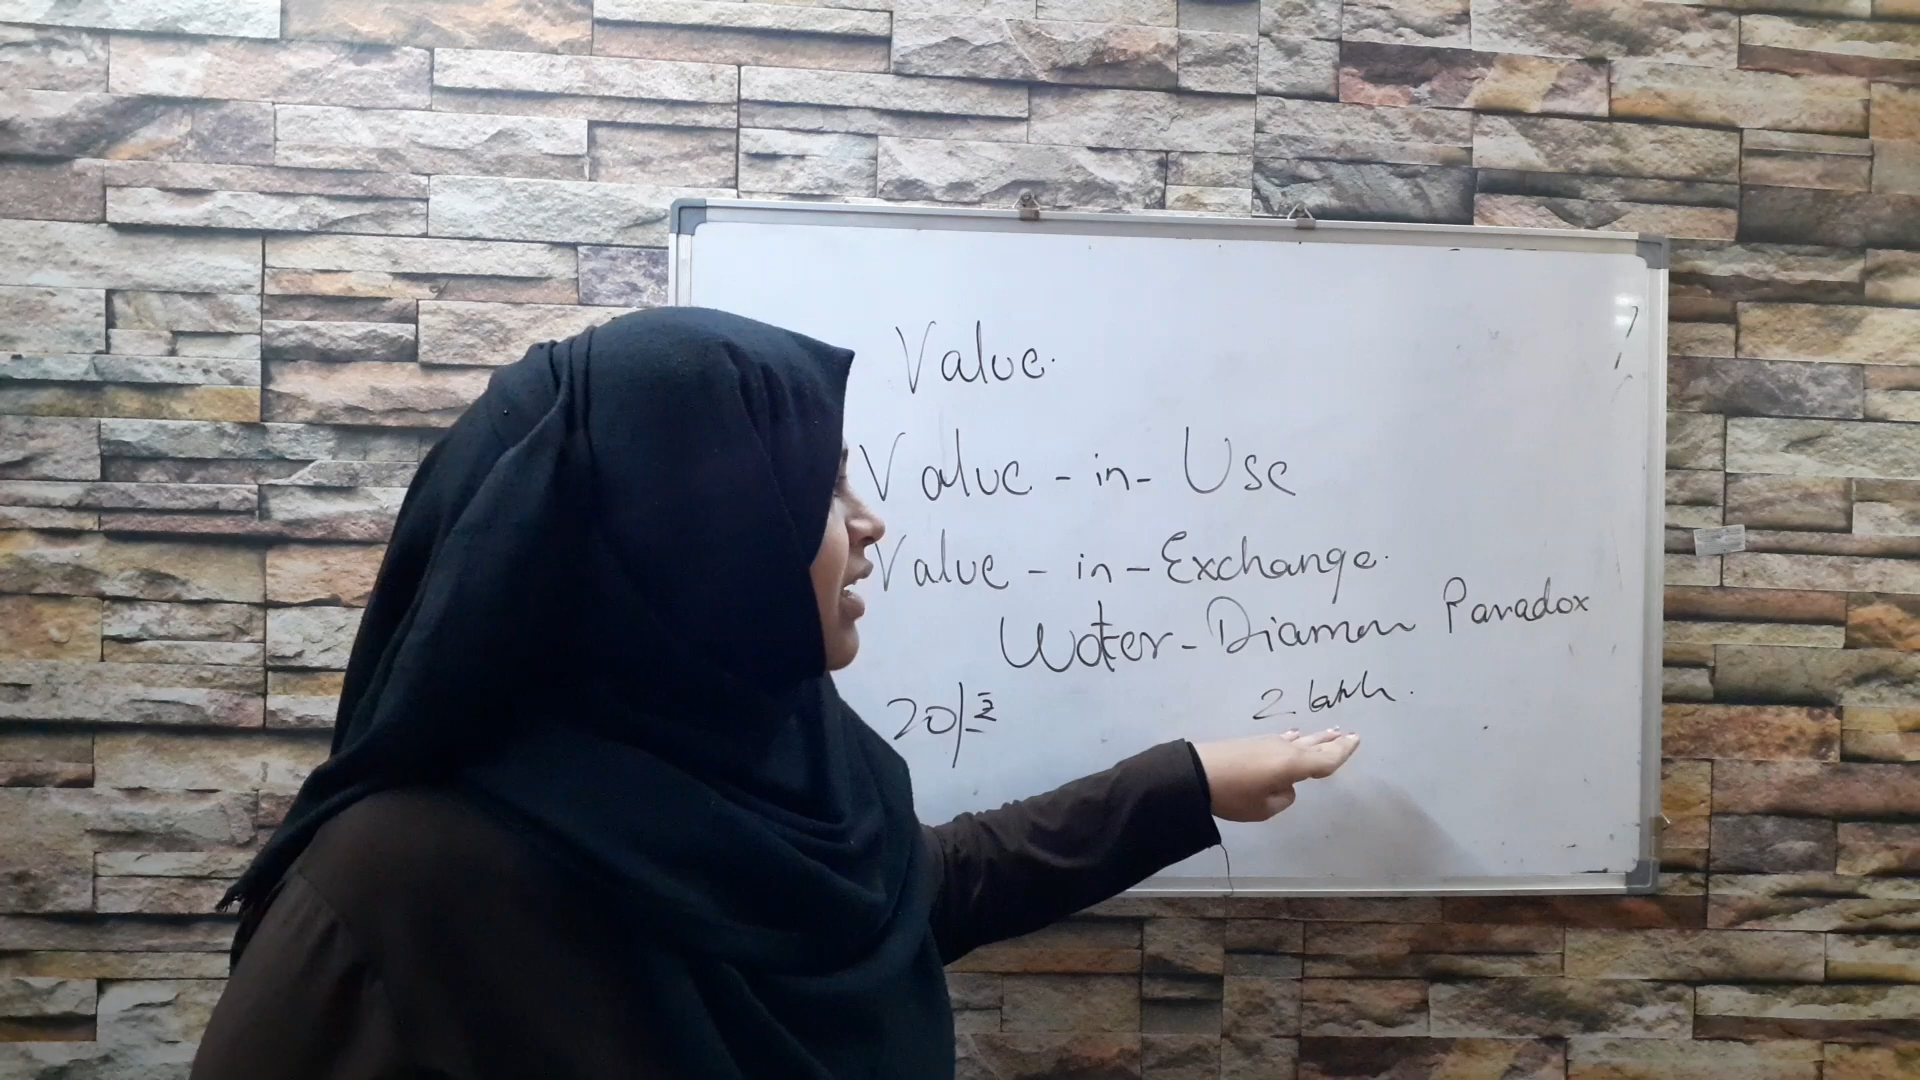 Value.
Value-in-Use
Value-in-Exchange.
Water-Diamon Paradox
20/= 2 lakh.